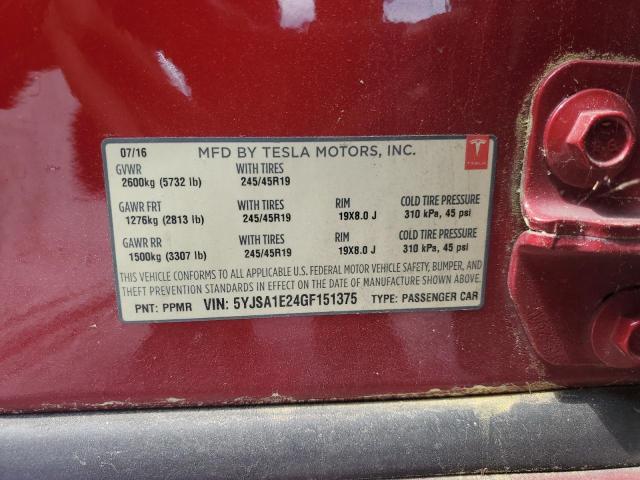 07/16 MFD BY TESLA MOTORS, INC.
GVWR WITH TIRES
2600kg (5732 lb) 245/45R19
GAWR FRT WITH TIRES RIM COLD TIRE PRESSURE
1276kg (2813 lb) 245/45R19 19X8.0 J 310 kPa, 45 psi
GAWR RR WITH TIRES RIM COLD TIRE PRESSURE
1500kg (3307 lb) 245/45R19 19X8.0 J 310 kPa, 45 psi
THIS VEHICLE CONFORMS TO ALL APPLICABLE U.S. FEDERAL MOTOR VEHICLE SAFETY, BUMPER, AND
THEFT PREVENTION STANDARDS IN EFFECT ON THE DATE OF MANUFACTURE SHOWN ABOVE.
PNT: PPMR VIN: 5YJSA1E24GF151375 TYPE: PASSENGER CAR